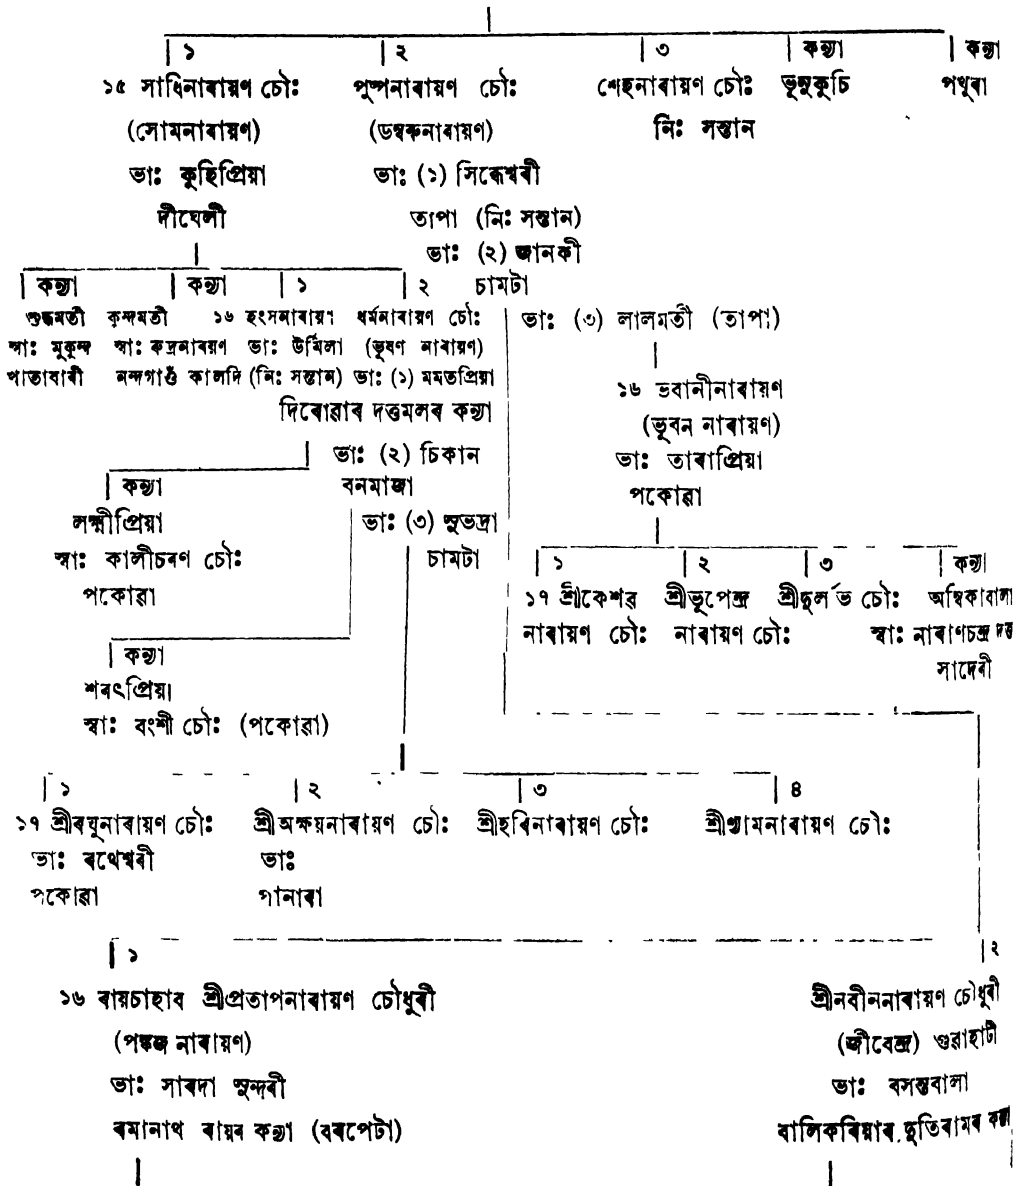 ১ ২ ৩ কন্যা কন্যা
১৫ সাধিনাৰায়ণ চৌঃ পুষ্পনাৰায়ণ চৌঃ শেহনাৰায়ণ চৌঃ ভূন্নুকুচি পথুৰা
(সোমনাৰায়ণ) (ডম্বৰুনাৰায়ণ) নিঃ সন্তান
ভাঃ কুহিপ্ৰিয়া ভাঃ (১) সিদ্ধেশ্বৰী
দীঘেলী তাপা (নিঃ সন্তান)
ভাঃ (২) জানকী
কন্যা কন্যা ১ ২ চামটা
শুদ্ধমতী কুন্দমতী ১৬ হংসনাৰায়ণ ধৰ্মনাৰায়ণ চৌঃ ভাঃ (৩) লালমতী (তাপা)
স্বাঃ মুকুন্দ স্বাঃ ৰুদ্ৰনাৰয়ণ ভাঃ উৰ্মিলা (ভূষণ নাৰায়ণ)
পাতাবাৰী নন্দগাওঁ কালদি (নিঃ সন্তান) ভাঃ (১) মমতপ্ৰিয়া ১৬ ভবানীনাৰায়ণ
দিৰোৱাৰ দত্তমলৰ কন্যা (ভূবন নাৰায়ণ)
ভাঃ (২) চিকান ভাঃ তাৰাপ্ৰিয়া
কন্যা বনমাজা পকোৱা
লক্ষ্মীপ্ৰিয়া ভাঃ (৩) সুভদ্ৰা
স্বাঃ কালীচৰণ চৌঃ চামটা ১ ২ ৩ কন্যা
পকোৱা ১৭ শ্ৰীকেশৱ শ্ৰীভূপেন্দ্ৰ শ্ৰীদুৰ্লভ চৌঃ অম্বিকাবালা
নাৰায়ণ চৌঃ নাৰায়ণ চৌঃ স্বাঃ নাৰাণচন্দ্ৰ দত্ত
কন্যা সাদেৰী
শৰৎপ্ৰিয়া
স্বাঃ বংশী চৌঃ (পকোৱা)
১ ২ ৩ ৪
১৭ শ্ৰীৰঘুনাৰায়ণ চৌঃ শ্ৰীঅক্ষয়নাৰায়ণ চৌঃ শ্ৰীহৰিনাৰায়ণ চৌঃ শ্ৰীশ্যামনাৰায়ণ চৌঃ
ভাঃ ৰথেশ্বৰী ভাঃ
পকোৱা পানাৰা
১ ২
১৬ ৰায়চাহাব শ্ৰীপ্ৰতাপনাৰায়ণ চৌধুৰী শ্ৰীনবীননাৰায়ণ চৌধুৰী
(পঙ্কজ নাৰায়ণ) (জীবেন্দ্ৰ) গুৱাহাটী
ভাঃ সাৰদা সুন্দৰী ভাঃ বসন্তবালা
ৰমানাথ ৰায়ৰ কন্যা (বৰপেটা) বালিকৰিয়াৰ দুতিৰামৰ কন্যা